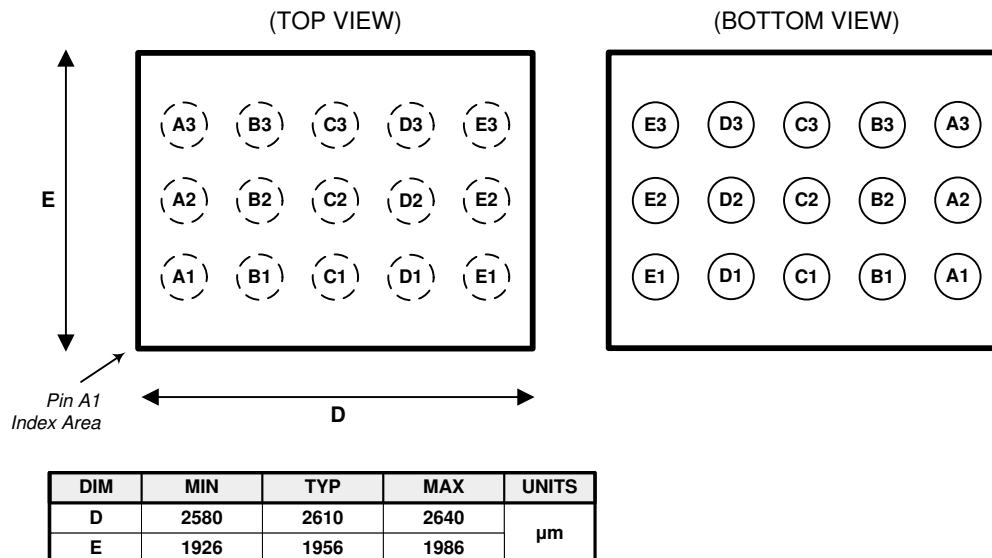 (TOP VIEW) (BOTTOM VIEW)
A3 B3 C3 D3 E3 E3 D3 C3 B3 A3
E A2 B2 C2 D2 E2 E2 D2 C2 B2 A2
A1 B1 C1 D1 E1 E1 D1 C1 B1 A1
Pin A1
Index Area
D
DIM MIN TYP MAX UNITS
D 2580 2610 2640 µm
E 1926 1956 1986